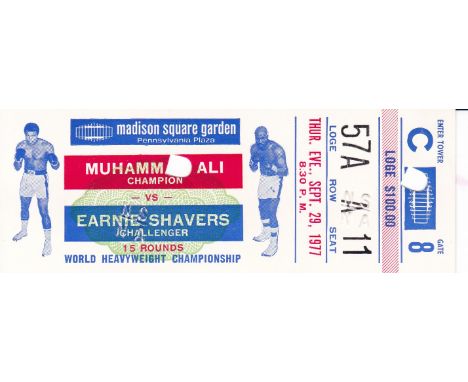 madison square garden
Pennsylvania Plaza
MUHAMM ALI
CHAMPION
— VS —
EARNIE SHAVERS
CHALLENGER
15 ROUNDS
WORLD HEAVYWEIGHT CHAMPIONSHIP
THUR. EVE., SEPT. 29, 1977
8:30 P. M.
LOGE ROW SEAT
57A 11
LOGE $100.00
ENTER TOWER
C
GATE
8